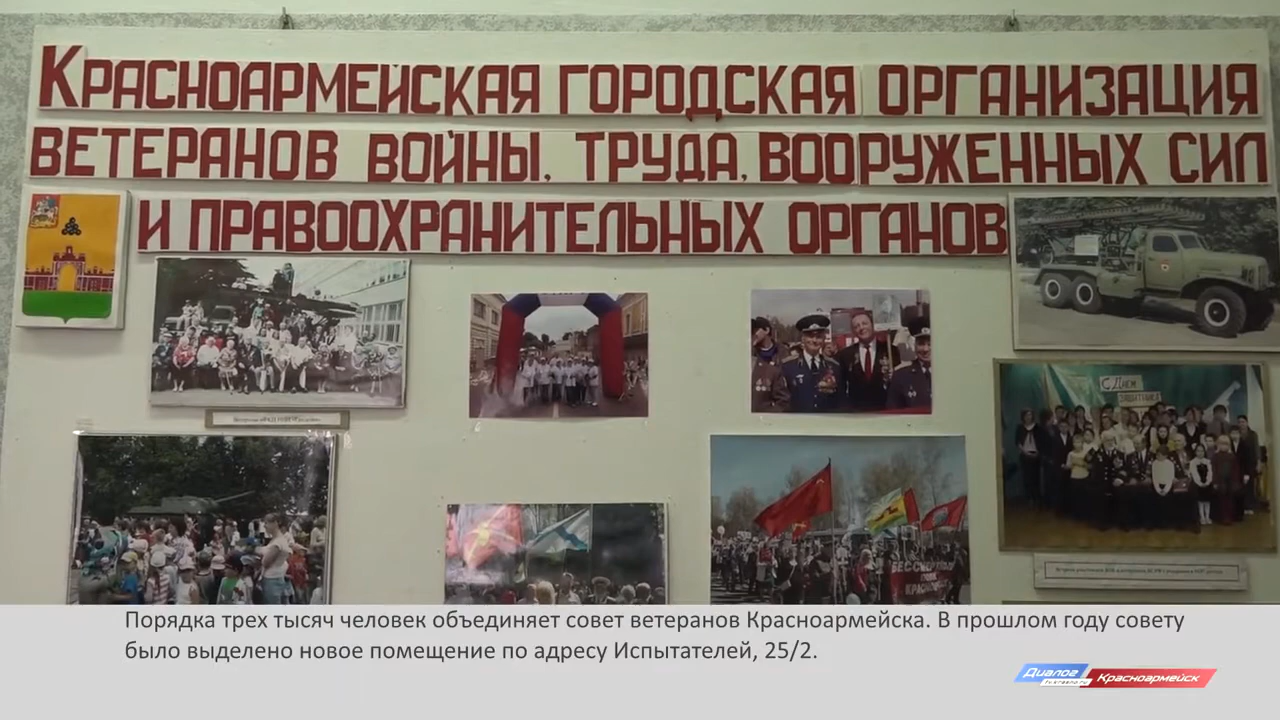 КРАСНОАРМЕЙСКАЯ ГОРОДСКАЯ ОРГАНИЗАЦИЯ
ВЕТЕРАНОВ ВОЙНЫ, ТРУДА, ВООРУЖЕННЫХ СИЛ
И ПРАВООХРАНИТЕЛЬНЫХ ОРГАНОВ
С ДНЕМ
ЗАЩИТНИКА
Порядка трех тысяч человек объединяет совет ветеранов Красноармейска. В прошлом году совету
было выделено новое помещение по адресу Испытателей, 25/2.
Диалог
Красноармейск